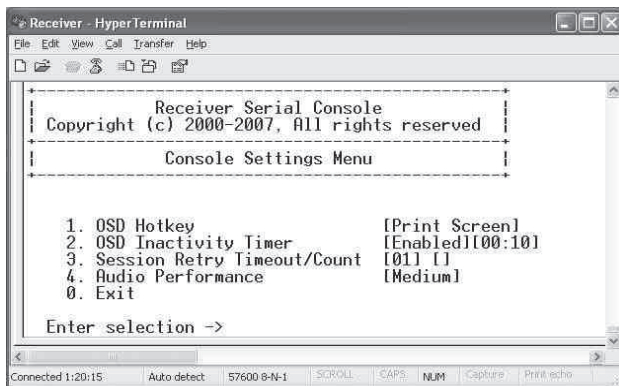 Receiver - HyperTerminal
File Edit View Call Transfer Help
Receiver Serial Console
Copyright (c) 2000-2007, All rights reserved
Console Settings Menu
1. OSD Hotkey [Print Screen]
2. OSD Inactivity Timer [Enabled][00:10]
3. Session Retry Timeout/Count [01] []
4. Audio Performance [Medium]
0. Exit
Enter selection ->
Connected 1:20:15 Auto detect 57600 8-N-1 SCROLL CAPS NUM Capture Print echo